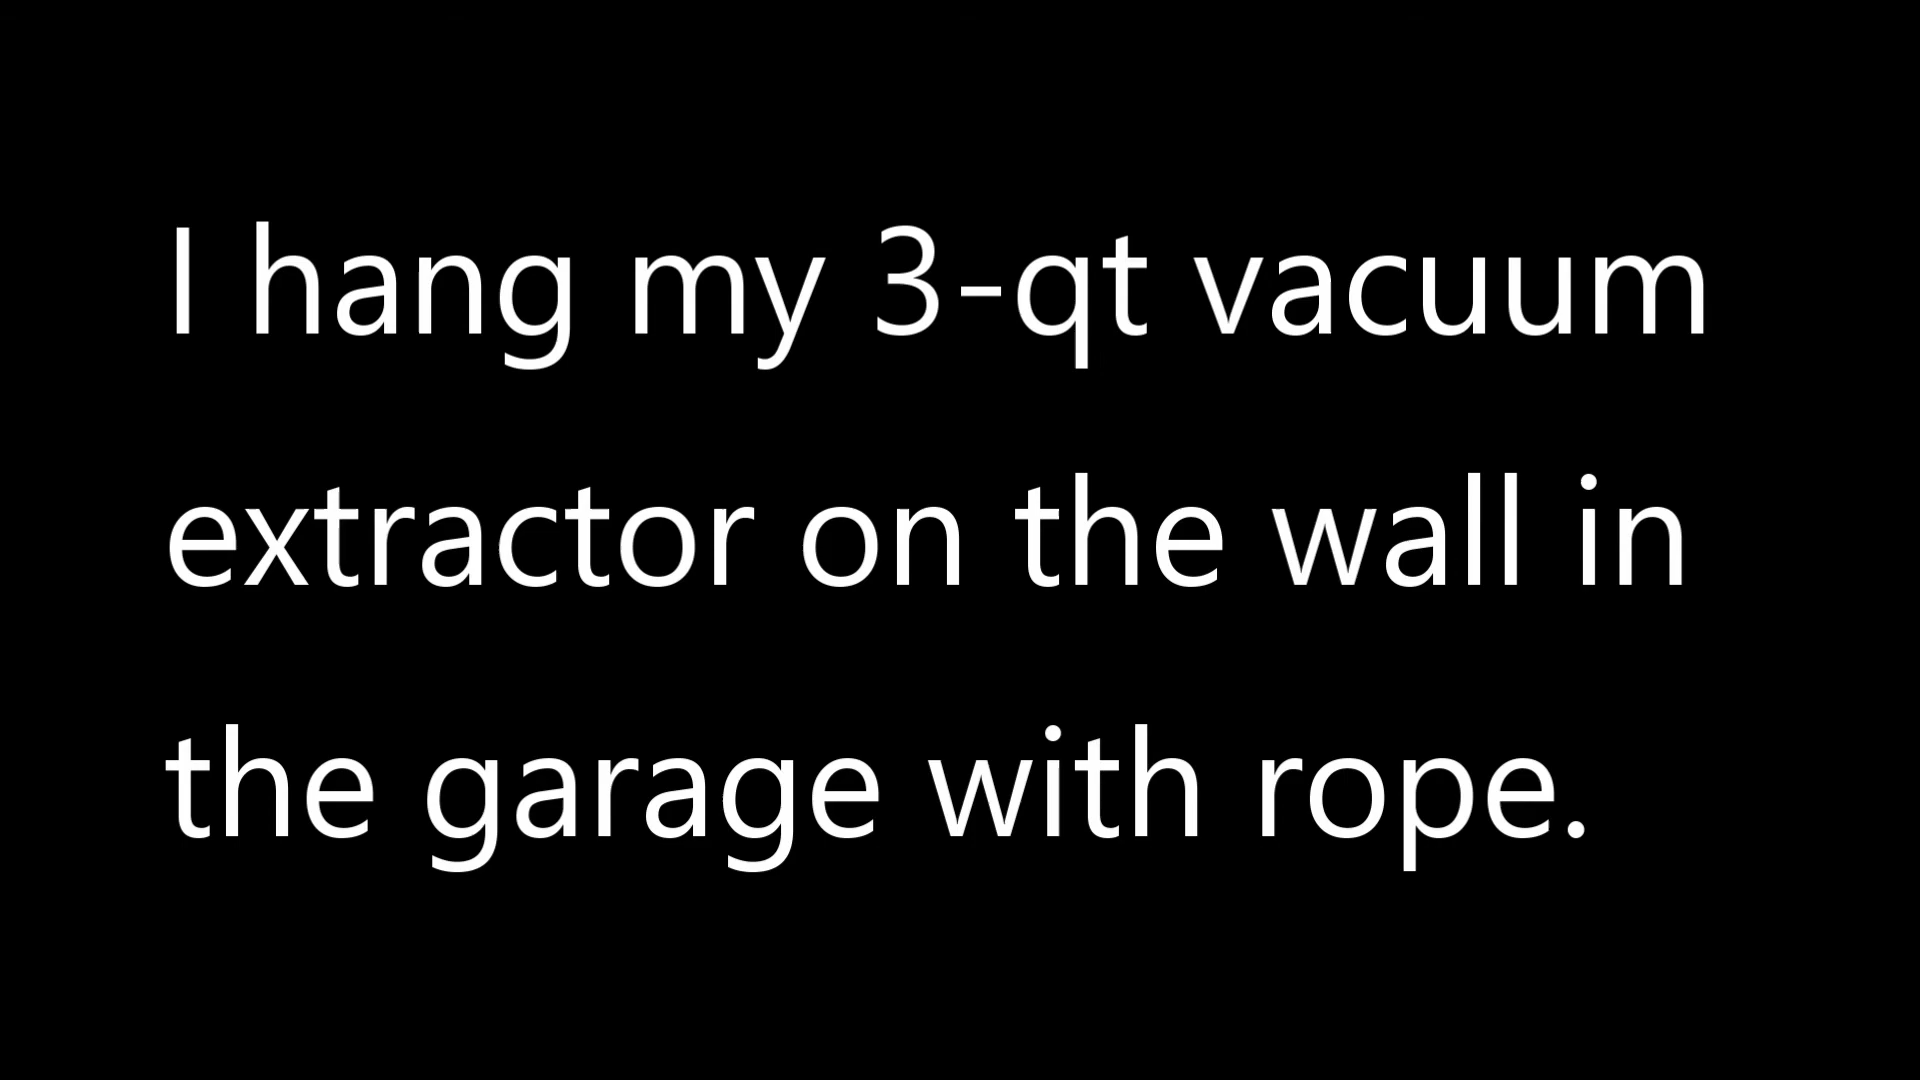 I hang my 3-qt vacuum
extractor on the wall in
the garage with rope.